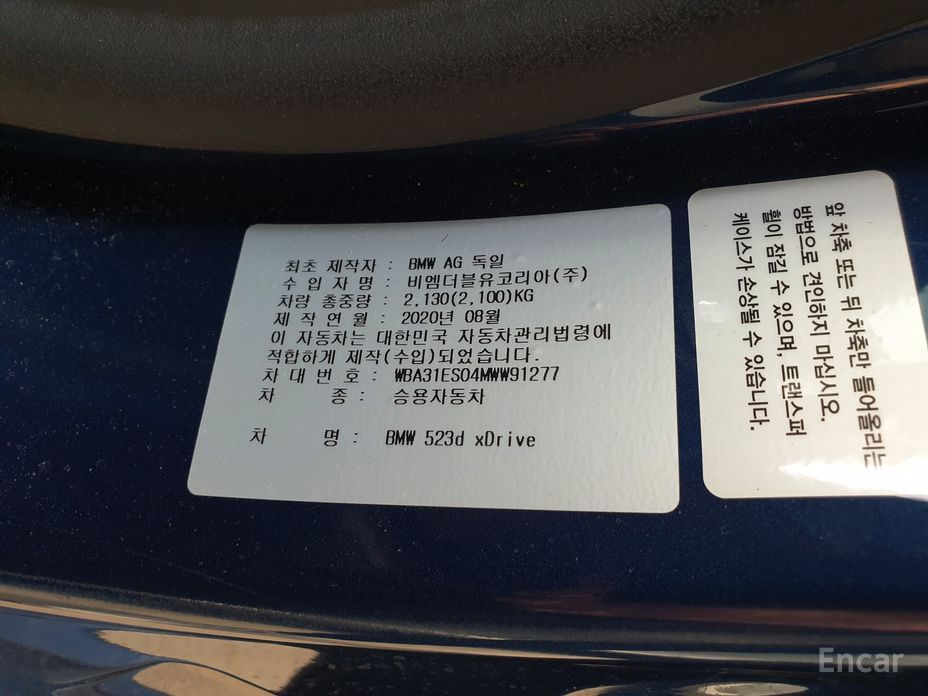 최초 제작자 : BMW AG 독일
수 입 자 명 : 비엠더블유코리아(주)
차량 총중량 : 2,130(2,100)KG
제 작 연 월 : 2020년 08월
이 자동차는 대한민국 자동차관리법령에
적합하게 제작(수입)되었습니다.
차 대 번 호 : WBA31ES04MWW91277
차 종 : 승용자동차
차 명 : BMW 523d xDrive
앞 차축 또는 뒤 차축만 들어올리는
방법으로 견인하지 마십시오.
휠이 잠길 수 있으며, 트랜스퍼
케이스가 손상될 수 있습니다.
Encar